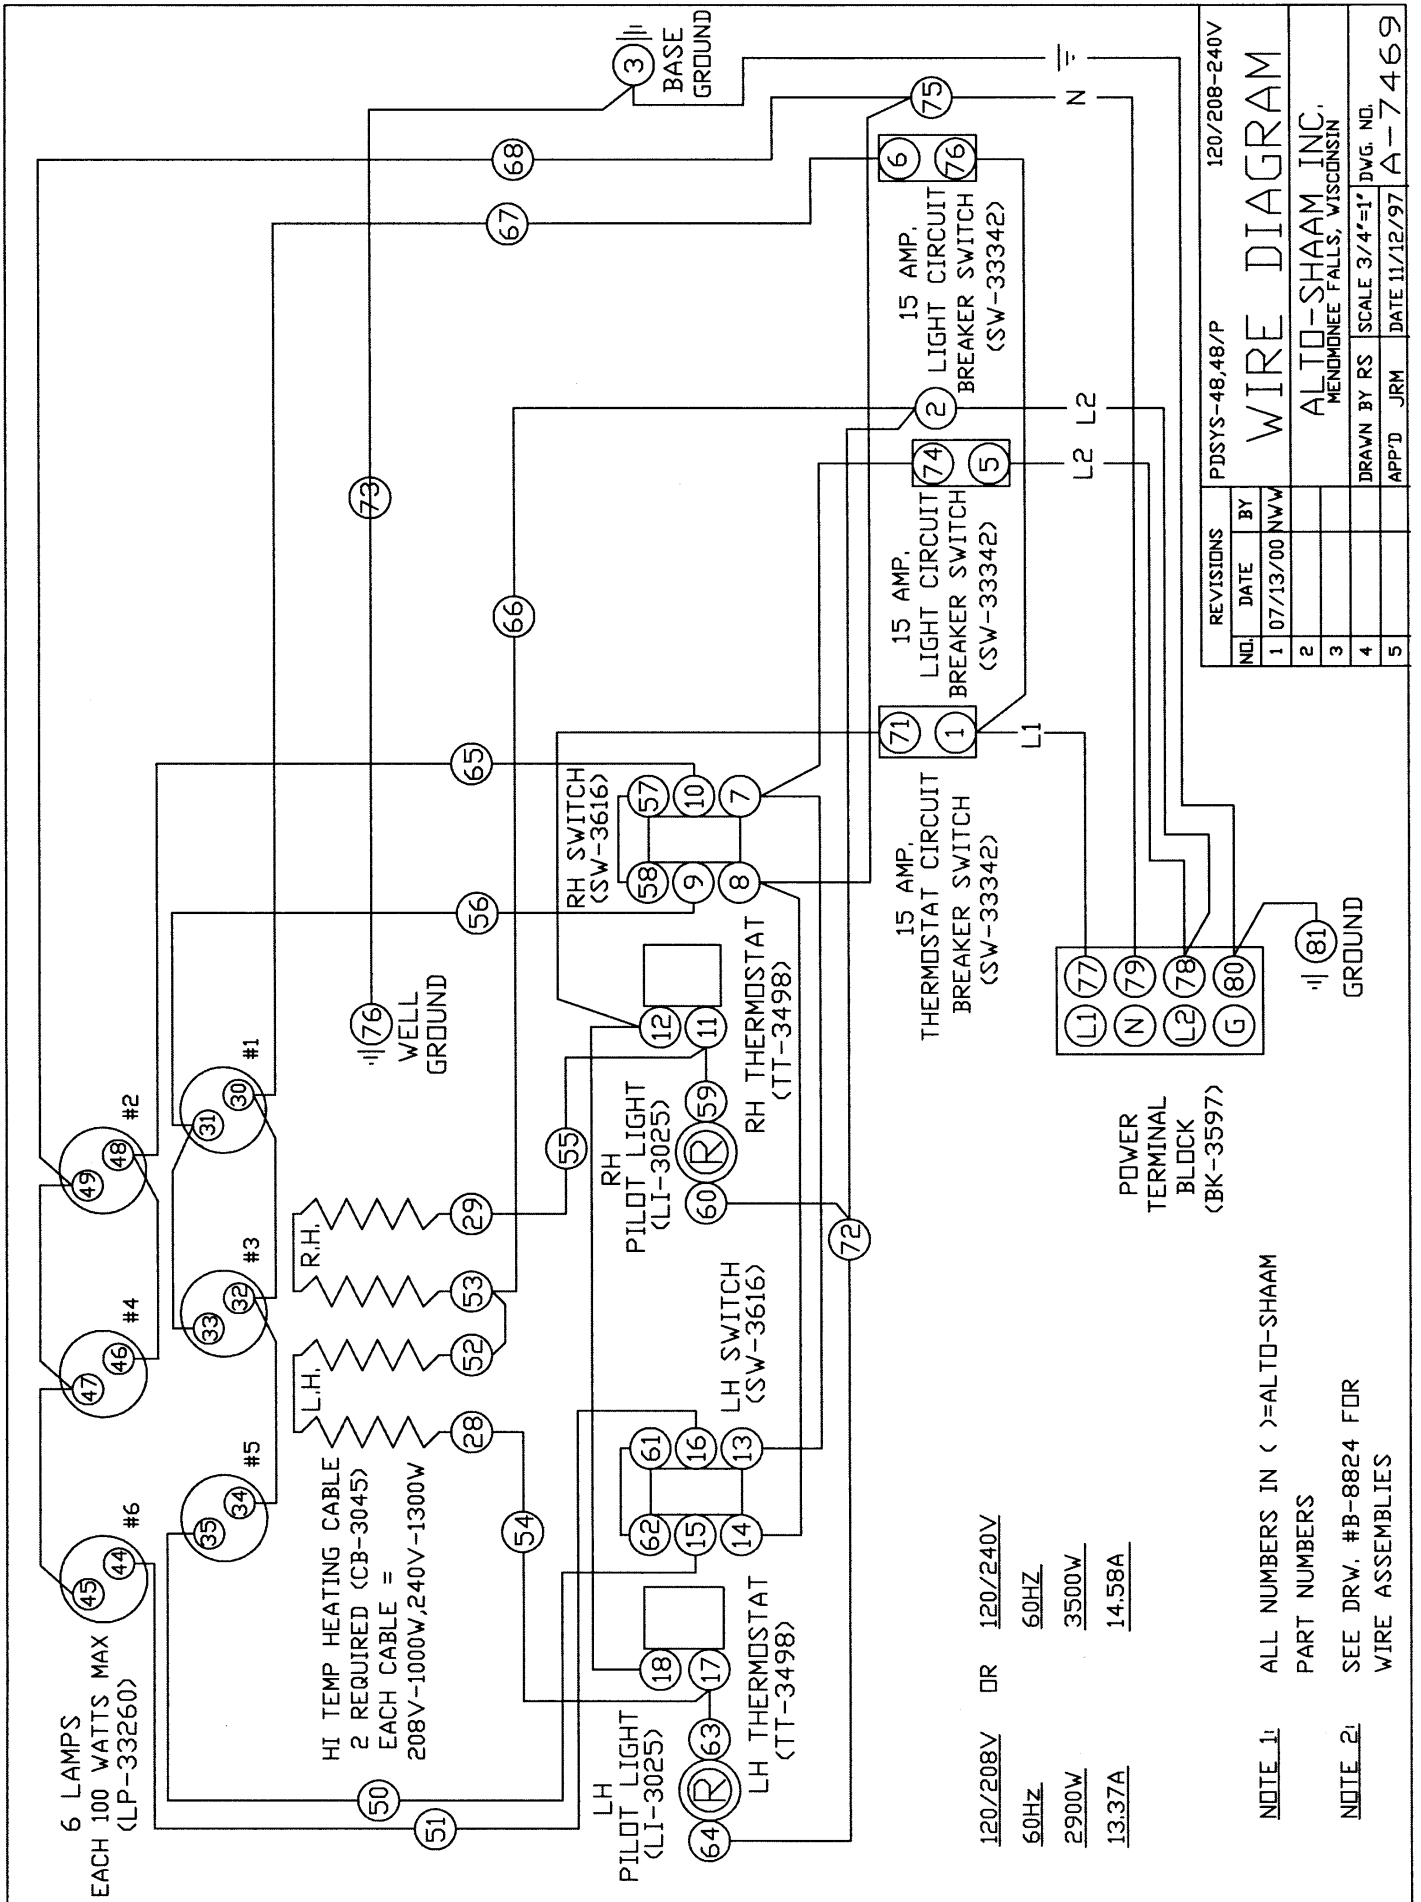 6 LAMPS
EACH 100 WATTS MAX
(LP-33260)
45
44
#6
47
46
#4
49
48
#2
35
34
#5
33
32
#3
31
30
#1
68
67
73
3
BASE
GROUND
76
WELL
GROUND
HI TEMP HEATING CABLE
2 REQUIRED (CB-3045)
EACH CABLE =
208V-1000W,240V-1300W
L.H.
R.H.
28
52
53
29
50
51
54
55
56
65
66
LH
PILOT LIGHT
(LI-3025)
64
R
63
18
17
LH THERMOSTAT
(TT-3498)
62
61
15
16
14
13
LH SWITCH
(SW-3616)
RH
PILOT LIGHT
(LI-3025)
60
R
59
12
11
RH THERMOSTAT
(TT-3498)
RH SWITCH
(SW-3616)
58
57
9
10
8
7
72
71
1
15 AMP.
THERMOSTAT CIRCUIT
BREAKER SWITCH
(SW-33342)
74
5
15 AMP.
LIGHT CIRCUIT
BREAKER SWITCH
(SW-33342)
2
6
76
15 AMP.
LIGHT CIRCUIT
BREAKER SWITCH
(SW-33342)
75
L1
L2
L2
N
POWER
TERMINAL
BLOCK
(BK-3597)
L1
77
N
79
L2
78
G
80
81
GROUND
120/208V OR 120/240V
60Hz 60HZ
2900W 3500W
13.37A 14.58A
NOTE 1: ALL NUMBERS IN ( )=ALTO-SHAAM
PART NUMBERS
NOTE 2: SEE DRW. #B-8824 FOR
WIRE ASSEMBLIES
REVISIONS
NO. DATE BY
1 07/13/00 NWW
2
3
4
5
PDSYS-48,48/P 120/208-240V
WIRE DIAGRAM
ALTO-SHAAM INC.
MENOMONEE FALLS, WISCONSIN
DRAWN BY RS SCALE 3/4"=1" DWG. NO.
APP'D JRM DATE 11/12/97 A-7469